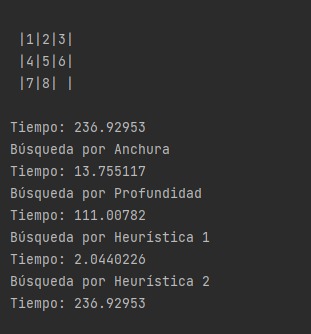 |1|2|3|
|4|5|6|
|7|8| |
Tiempo: 236.92953
Búsqueda por Anchura
Tiempo: 13.755117
Búsqueda por Profundidad
Tiempo: 111.00782
Búsqueda por Heurística 1
Tiempo: 2.0440226
Búsqueda por Heurística 2
Tiempo: 236.92953